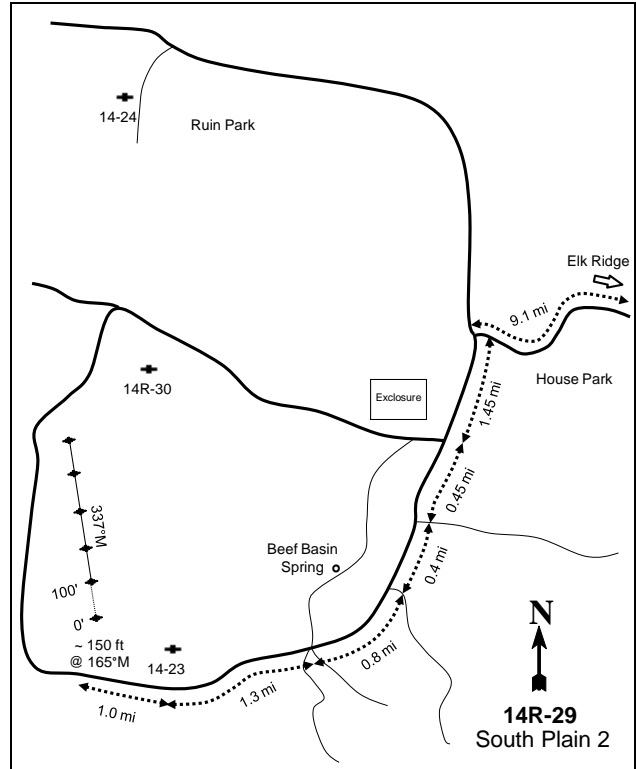 14-24
Ruin Park
Elk Ridge
9.1 mi
House Park
14R-30
Exclosure
1.45 mi
0.45 mi
337°M
Beef Basin
Spring
0.4 mi
100'
0'
~ 150 ft
@ 165°M
14-23
0.8 mi
1.3 mi
1.0 mi
N
14R-29
South Plain 2